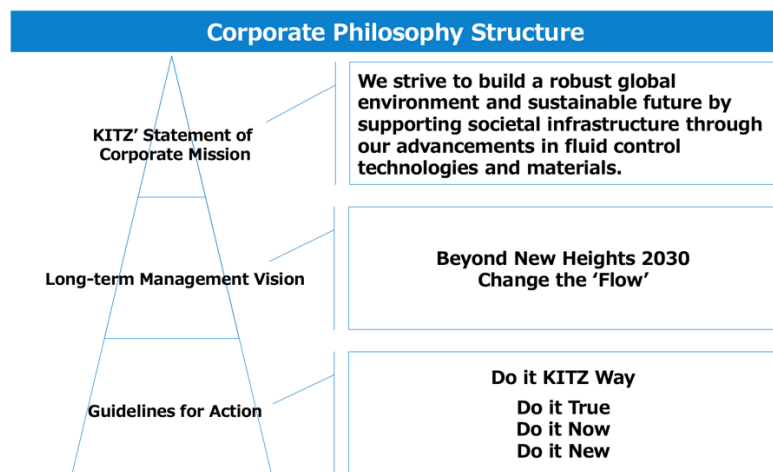 Corporate Philosophy Structure
KITZ’ Statement of
Corporate Mission
We strive to build a robust global
environment and sustainable future by
supporting societal infrastructure through
our advancements in fluid control
technologies and materials.
Long-term Management Vision
Beyond New Heights 2030
Change the ‘Flow’
Guidelines for Action
Do it KITZ Way
Do it True
Do it Now
Do it New